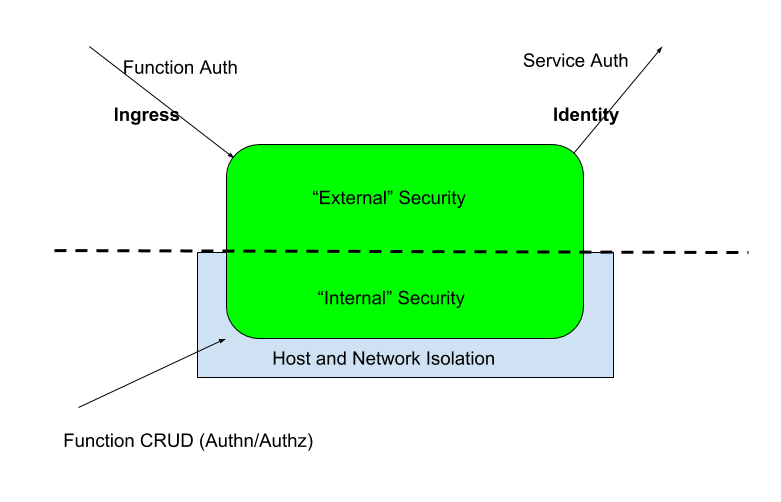 Function Auth
Service Auth
Ingress
Identity
“External” Security
“Internal” Security
Host and Network Isolation
Function CRUD (Authn/Authz)